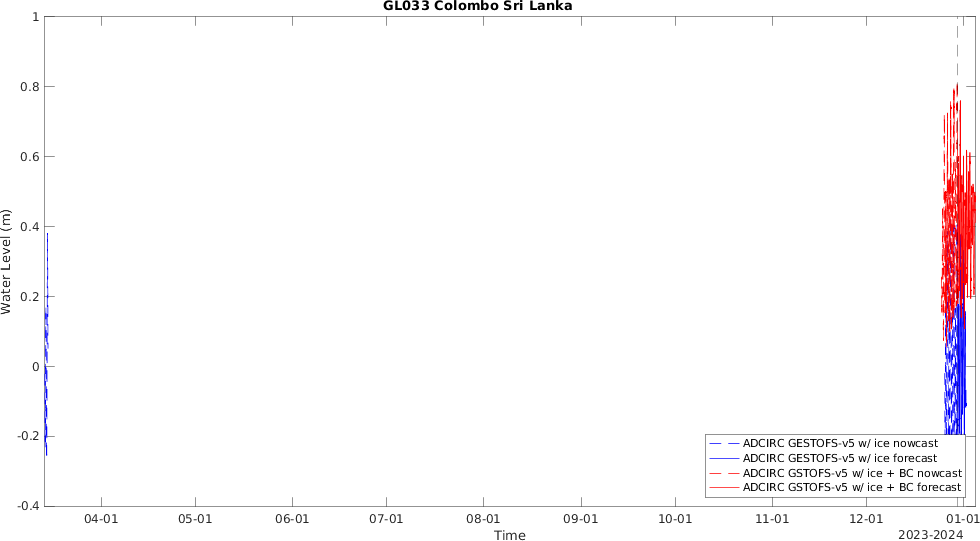 GL033 Colombo Sri Lanka
1
0.8
0.6
0.4
0.2
0
-0.2
-0.4
Water Level (m)
ADCIRC GESTOFS-v5 w/ ice nowcast
ADCIRC GESTOFS-v5 w/ ice forecast
ADCIRC GSTOFS-v5 w/ ice + BC nowcast
ADCIRC GSTOFS-v5 w/ ice + BC forecast
04-01 05-01 06-01 07-01 08-01 09-01 10-01 11-01 12-01 01-01
Time
2023-2024